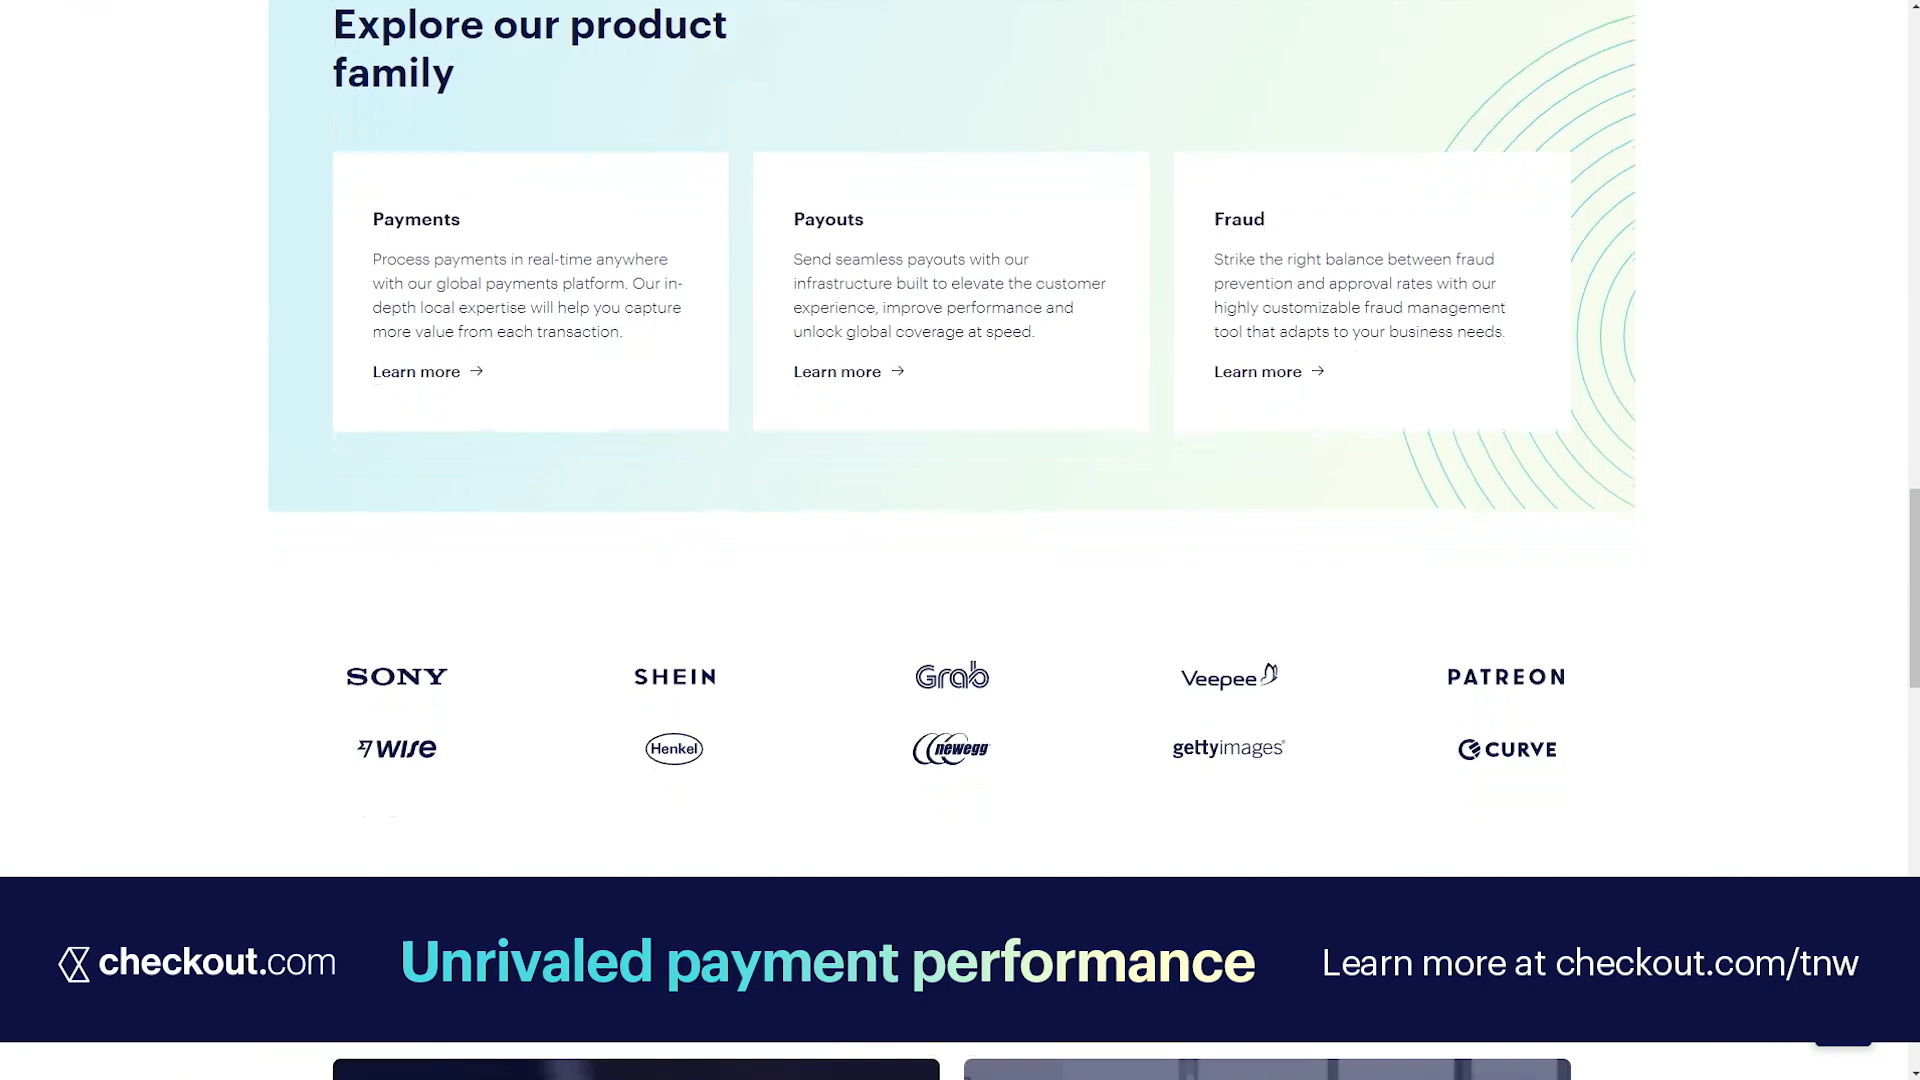 Explore our product
family
Payments
Process payments in real-time anywhere
with our global payments platform. Our in-
depth local expertise will help you capture
more value from each transaction.
Learn more →
Payouts
Send seamless payouts with our
infrastructure built to elevate the customer
experience, improve performance and
unlock global coverage at speed.
Learn more →
Fraud
Strike the right balance between fraud
prevention and approval rates with our
highly customizable fraud management
tool that adapts to your business needs.
Learn more →
SONY
SHEIN
Grab
Veepee
PATREON
WISE
Henkel
newegg
gettyimages®
CURVE
checkout.com
Unrivaled payment performance
Learn more at checkout.com/tnw